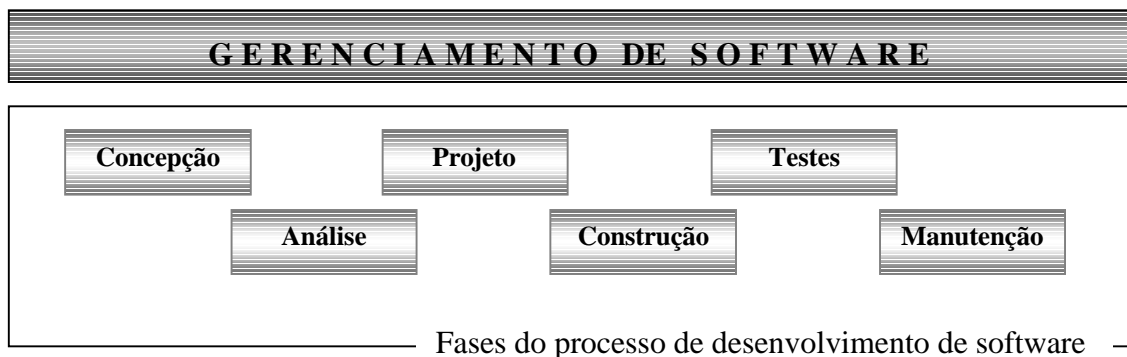 GERENCIAMENTO DE SOFTWARE
Concepção Projeto Testes
Análise Construção Manutenção
Fases do processo de desenvolvimento de software